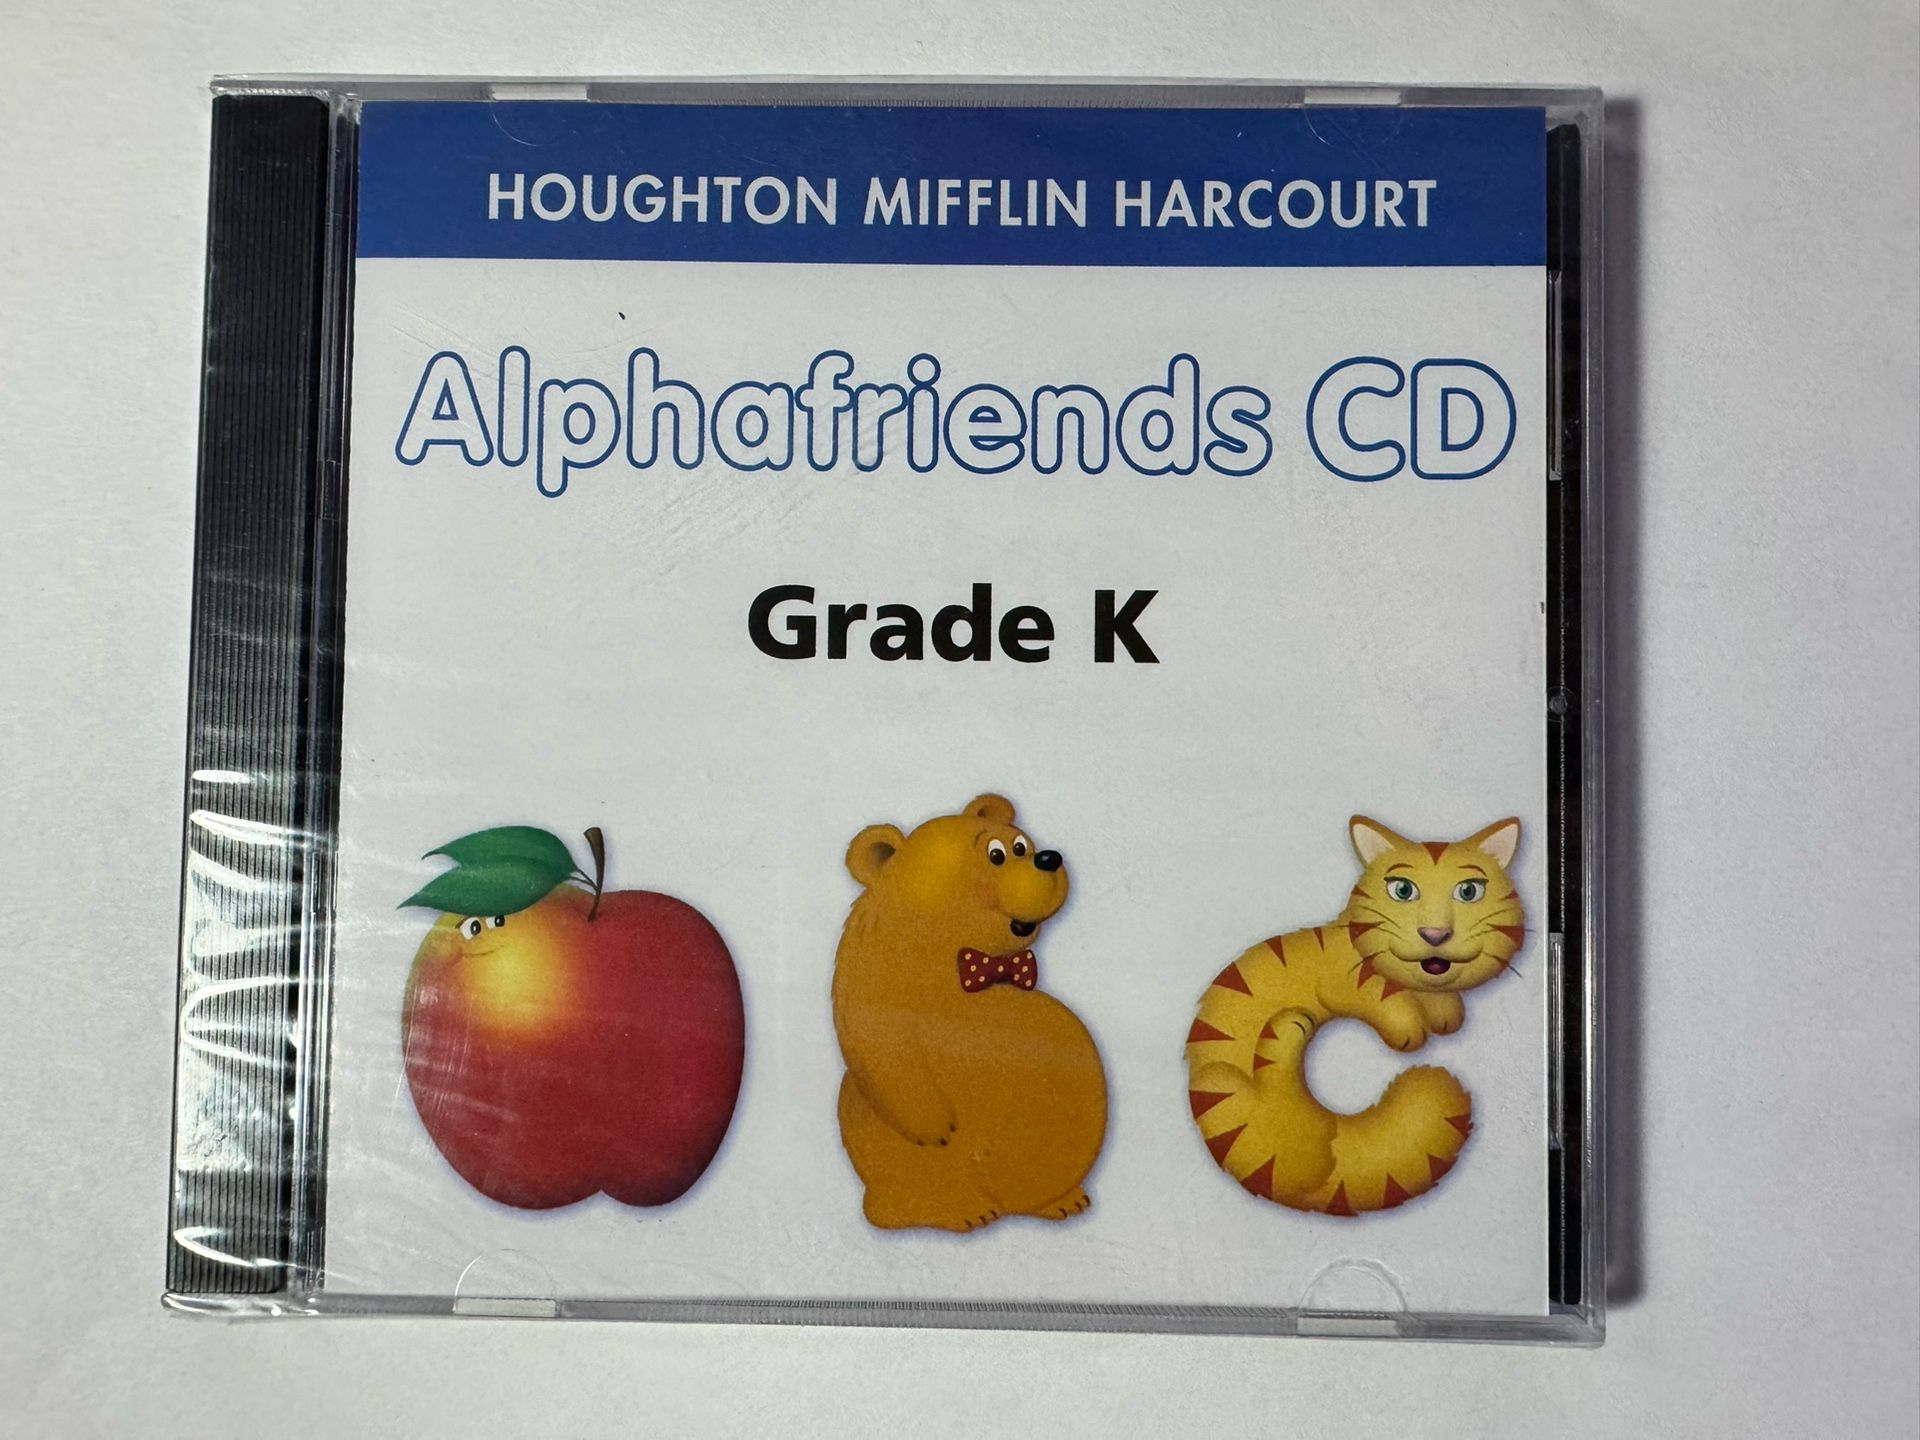 HOUGHTON MIFFLIN HARCOURT
Alphafriends CD
Grade K